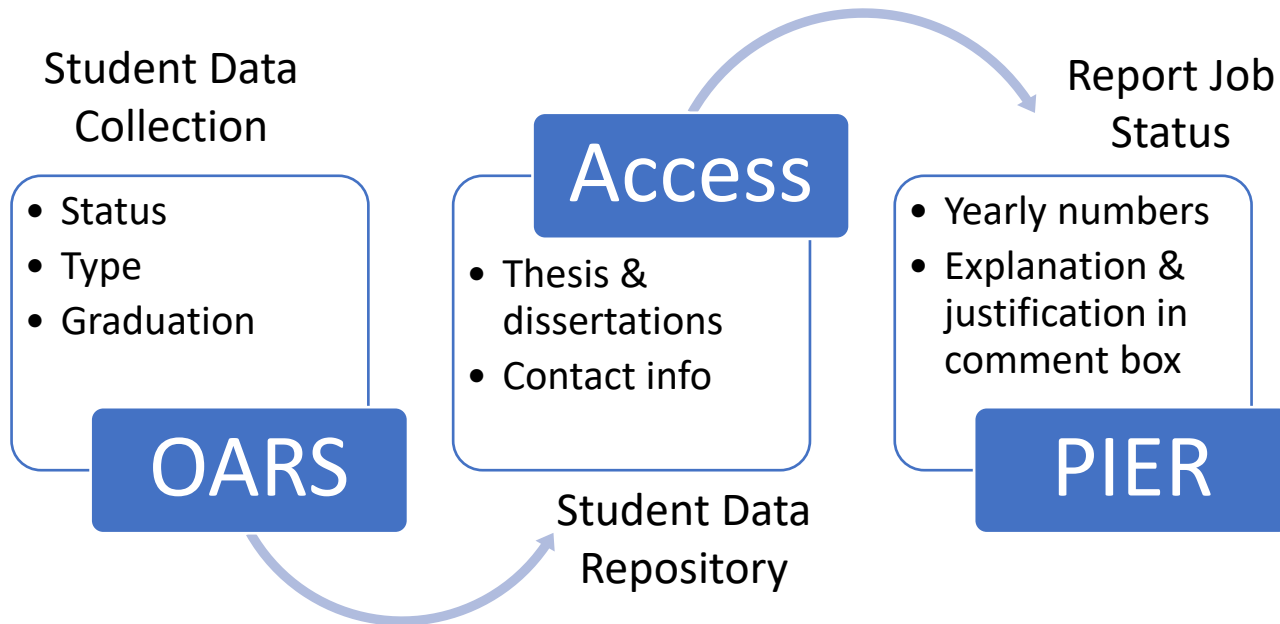 Student Data
Collection
• Status
• Type
• Graduation
OARS
Access
• Thesis &
dissertations
• Contact info
Student Data
Repository
Report Job
Status
• Yearly numbers
• Explanation &
justification in
comment box
PIER